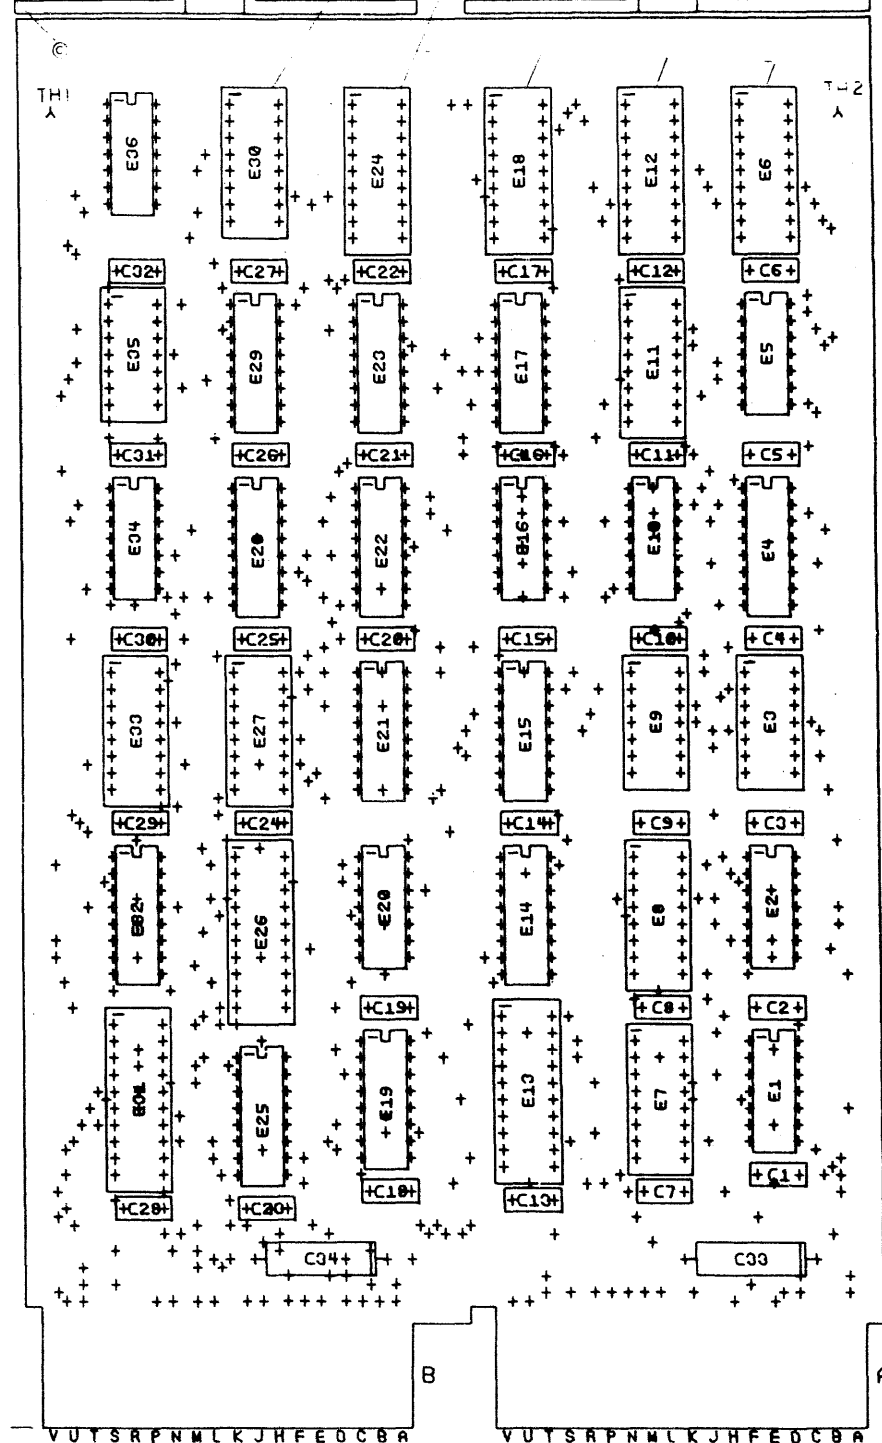 ©
TH1 TH2
E36 E30 E24 E18 E12 E6
C32 C27 C22 C17 C12 C6
E35 E29 E23 E17 E11 E5
C31 C26 C21 C16 C11 C5
E34 E28 E22 E16 E10 E4
C30 C25 C20 C15 C10 C4
E33 E27 E21 E15 E9 E3
C29 C24 C14 C9 C3
E32 E26 E20 E14 E8 E2
C19 C8 C2
E31 E25 E19 E13 E7 E1
C28 C18 C13 C7 C1
C34 C33
B A
V U T S R P N M L K J H F E D C B A V U T S R P N M L K J H F E D C B A